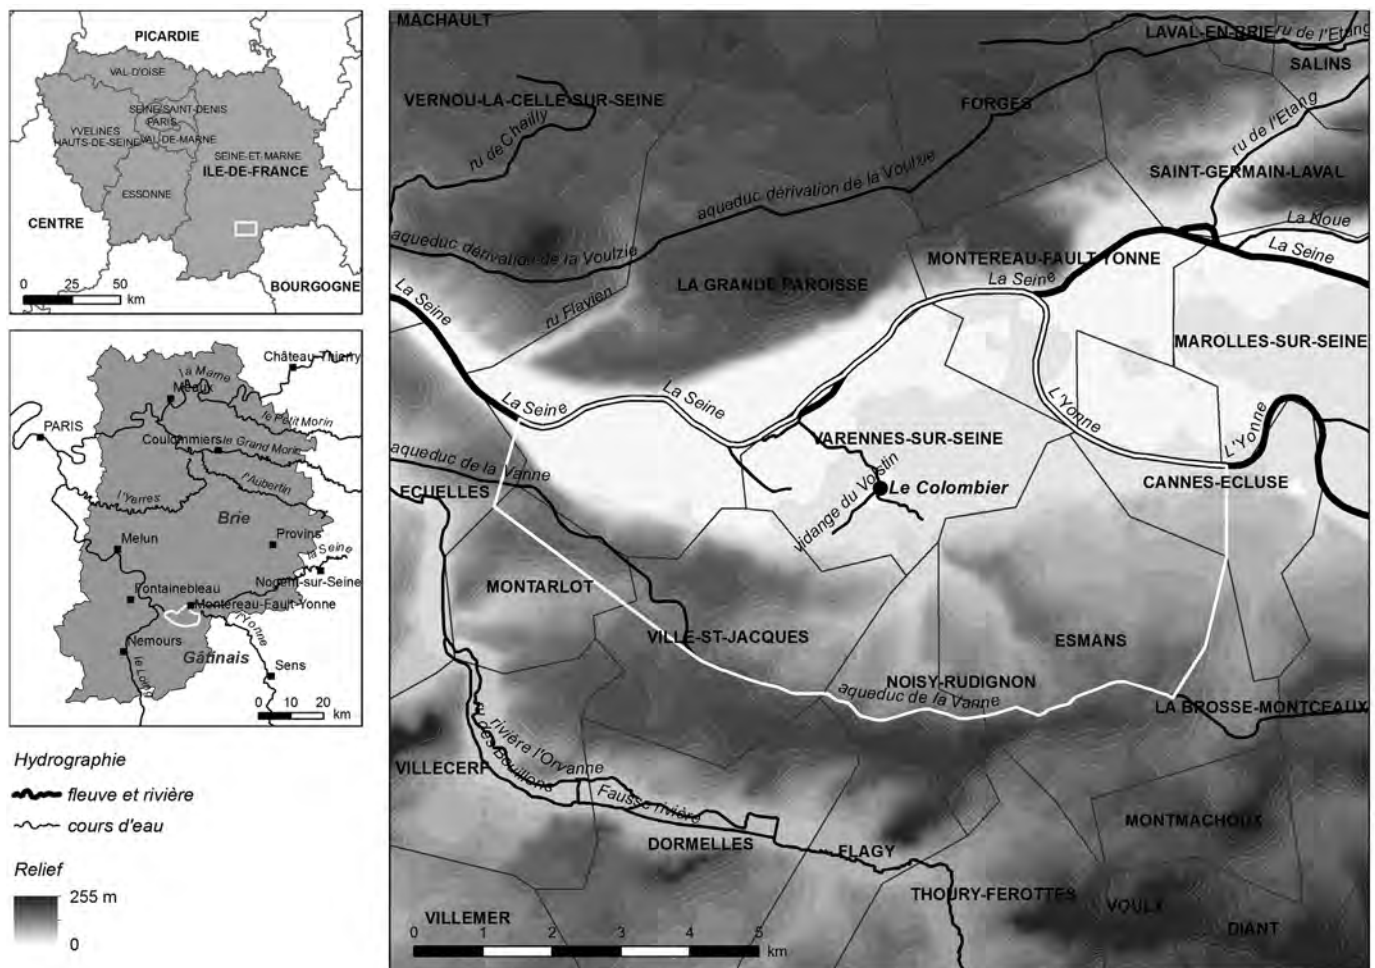 PICARDIE
VAL-D'OISE
SEINE-SAINT-DENIS
PARIS
YVELINES
HAUTS-DE-SEINE
VAL-DE-MARNE
SEINE-ET-MARNE
ILE-DE-FRANCE
ESSONNE
CENTRE
BOURGOGNE
0 25 50
km
Château-Thierry
la Marne
Meaux
le Petit Morin
PARIS
Coulommiers
le Grand Morin
l'Aubertin
l'Yerres
Brie
Provins
Melun
la Seine
Nogent-sur-Seine
Fontainebleau
Montereau-Fault-Yonne
l'Yonne
Nemours
Gâtinais
le Loing
Sens
0 10 20
km
Hydrographie
fleuve et rivière
cours d'eau
Relief
255 m
0
MACHAULT
LAVAL-EN-BRIE
ru de l'Etang
SALINS
VERNOU-LA-CELLE-SUR-SEINE
FORGES
ru de Chailly
ru de l'Etang
SAINT-GERMAIN-LAVAL
aqueduc dérivation de la Voulzie
La Noue
aqueduc dérivation de la Voulzie
La Seine
MONTEREAU-FAULT-YONNE
La Seine
LA GRANDE PAROISSE
La Seine
ru Flavien
MAROLLES-SUR-SEINE
La Seine
La Seine
L'Yonne
L'Yonne
VARENNES-SUR-SEINE
aqueduc de la Vanne
ECUELLES
CANNES-ECLUSE
Le Colombier
vidange du Voistin
MONTARLOT
VILLE-ST-JACQUES
ESMANS
NOISY-RUDIGNON
aqueduc de la Vanne
LA BROSSE-MONTCEAUX
ru des Bouillons
rivière l'Orvanne
VILLECERF
Fausse rivière
MONTMACHOUX
DORMELLES
FLAGY
THOURY-FEROTTES
VOULX
VILLEMER
DIANT
0 1 2 3 4 5
km